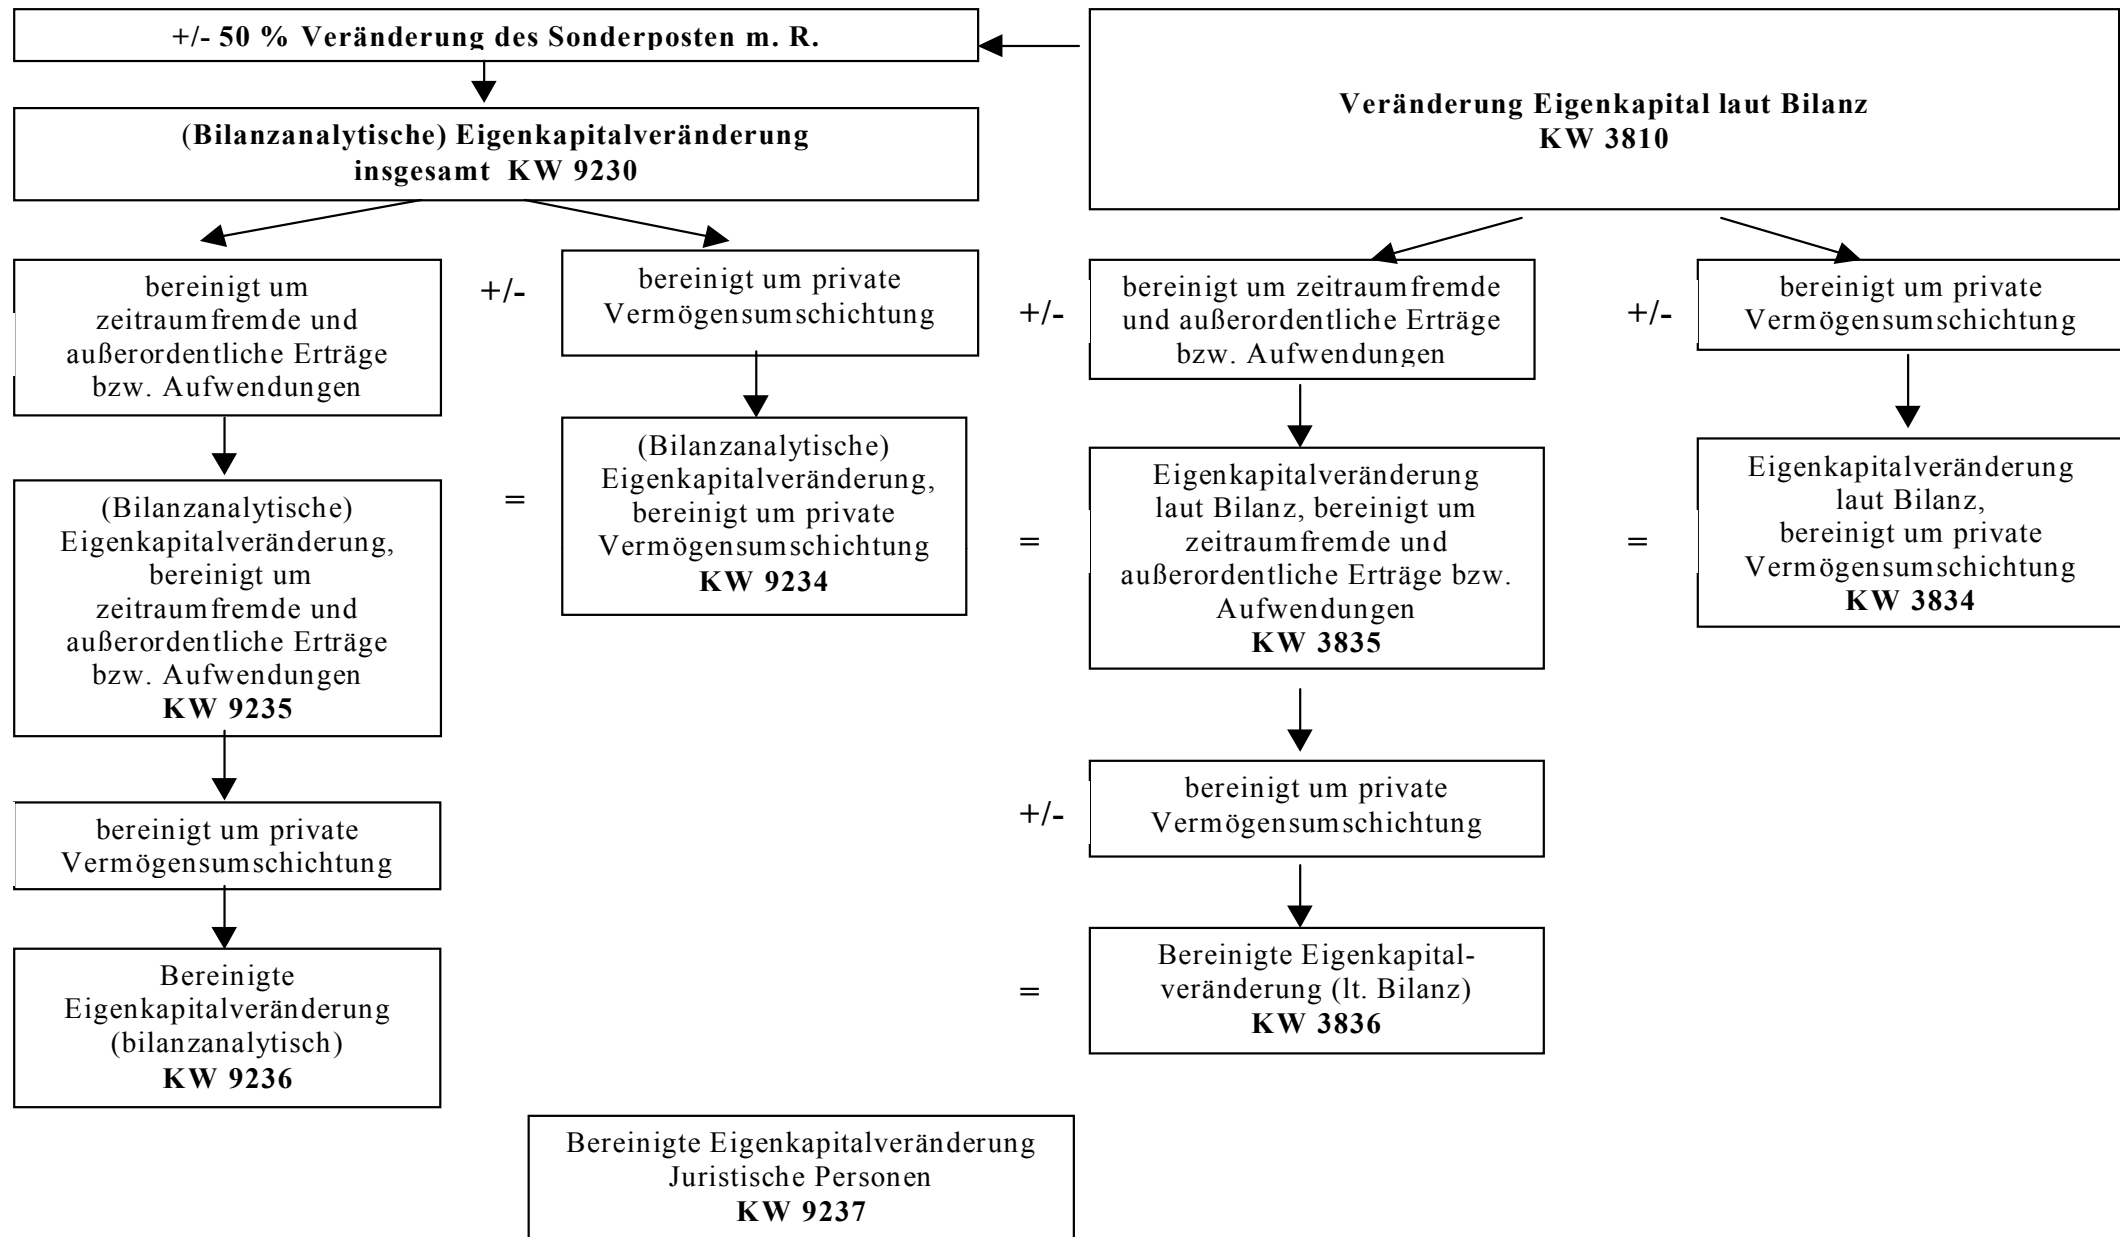 +/- 50 % Veränderung des Sonderposten m. R.
(Bilanzanalytische) Eigenkapitalveränderung
insgesamt KW 9230
Veränderung Eigenkapital laut Bilanz
KW 3810
bereinigt um
zeitraumfremde und
außerordentliche Erträge
bzw. Aufwendungen
+/-
bereinigt um private
Vermögensumschichtung
+/-
bereinigt um zeitraumfremde
und außerordentliche Erträge
bzw. Aufwendungen
+/-
bereinigt um private
Vermögensumschichtung
(Bilanzanalytische)
Eigenkapitalveränderung,
bereinigt um
zeitraumfremde und
außerordentliche Erträge
bzw. Aufwendungen
KW 9235
=
(Bilanzanalytische)
Eigenkapitalveränderung,
bereinigt um private
Vermögensumschichtung
KW 9234
=
Eigenkapitalveränderung
laut Bilanz, bereinigt um
zeitraumfremde und
außerordentliche Erträge bzw.
Aufwendungen
KW 3835
=
Eigenkapitalveränderung
laut Bilanz,
bereinigt um private
Vermögensumschichtung
KW 3834
bereinigt um private
Vermögensumschichtung
+/-
bereinigt um private
Vermögensumschichtung
Bereinigte
Eigenkapitalveränderung
(bilanzanalytisch)
KW 9236
=
Bereinigte Eigenkapital-
veränderung (lt. Bilanz)
KW 3836
Bereinigte Eigenkapitalveränderung
Juristische Personen
KW 9237